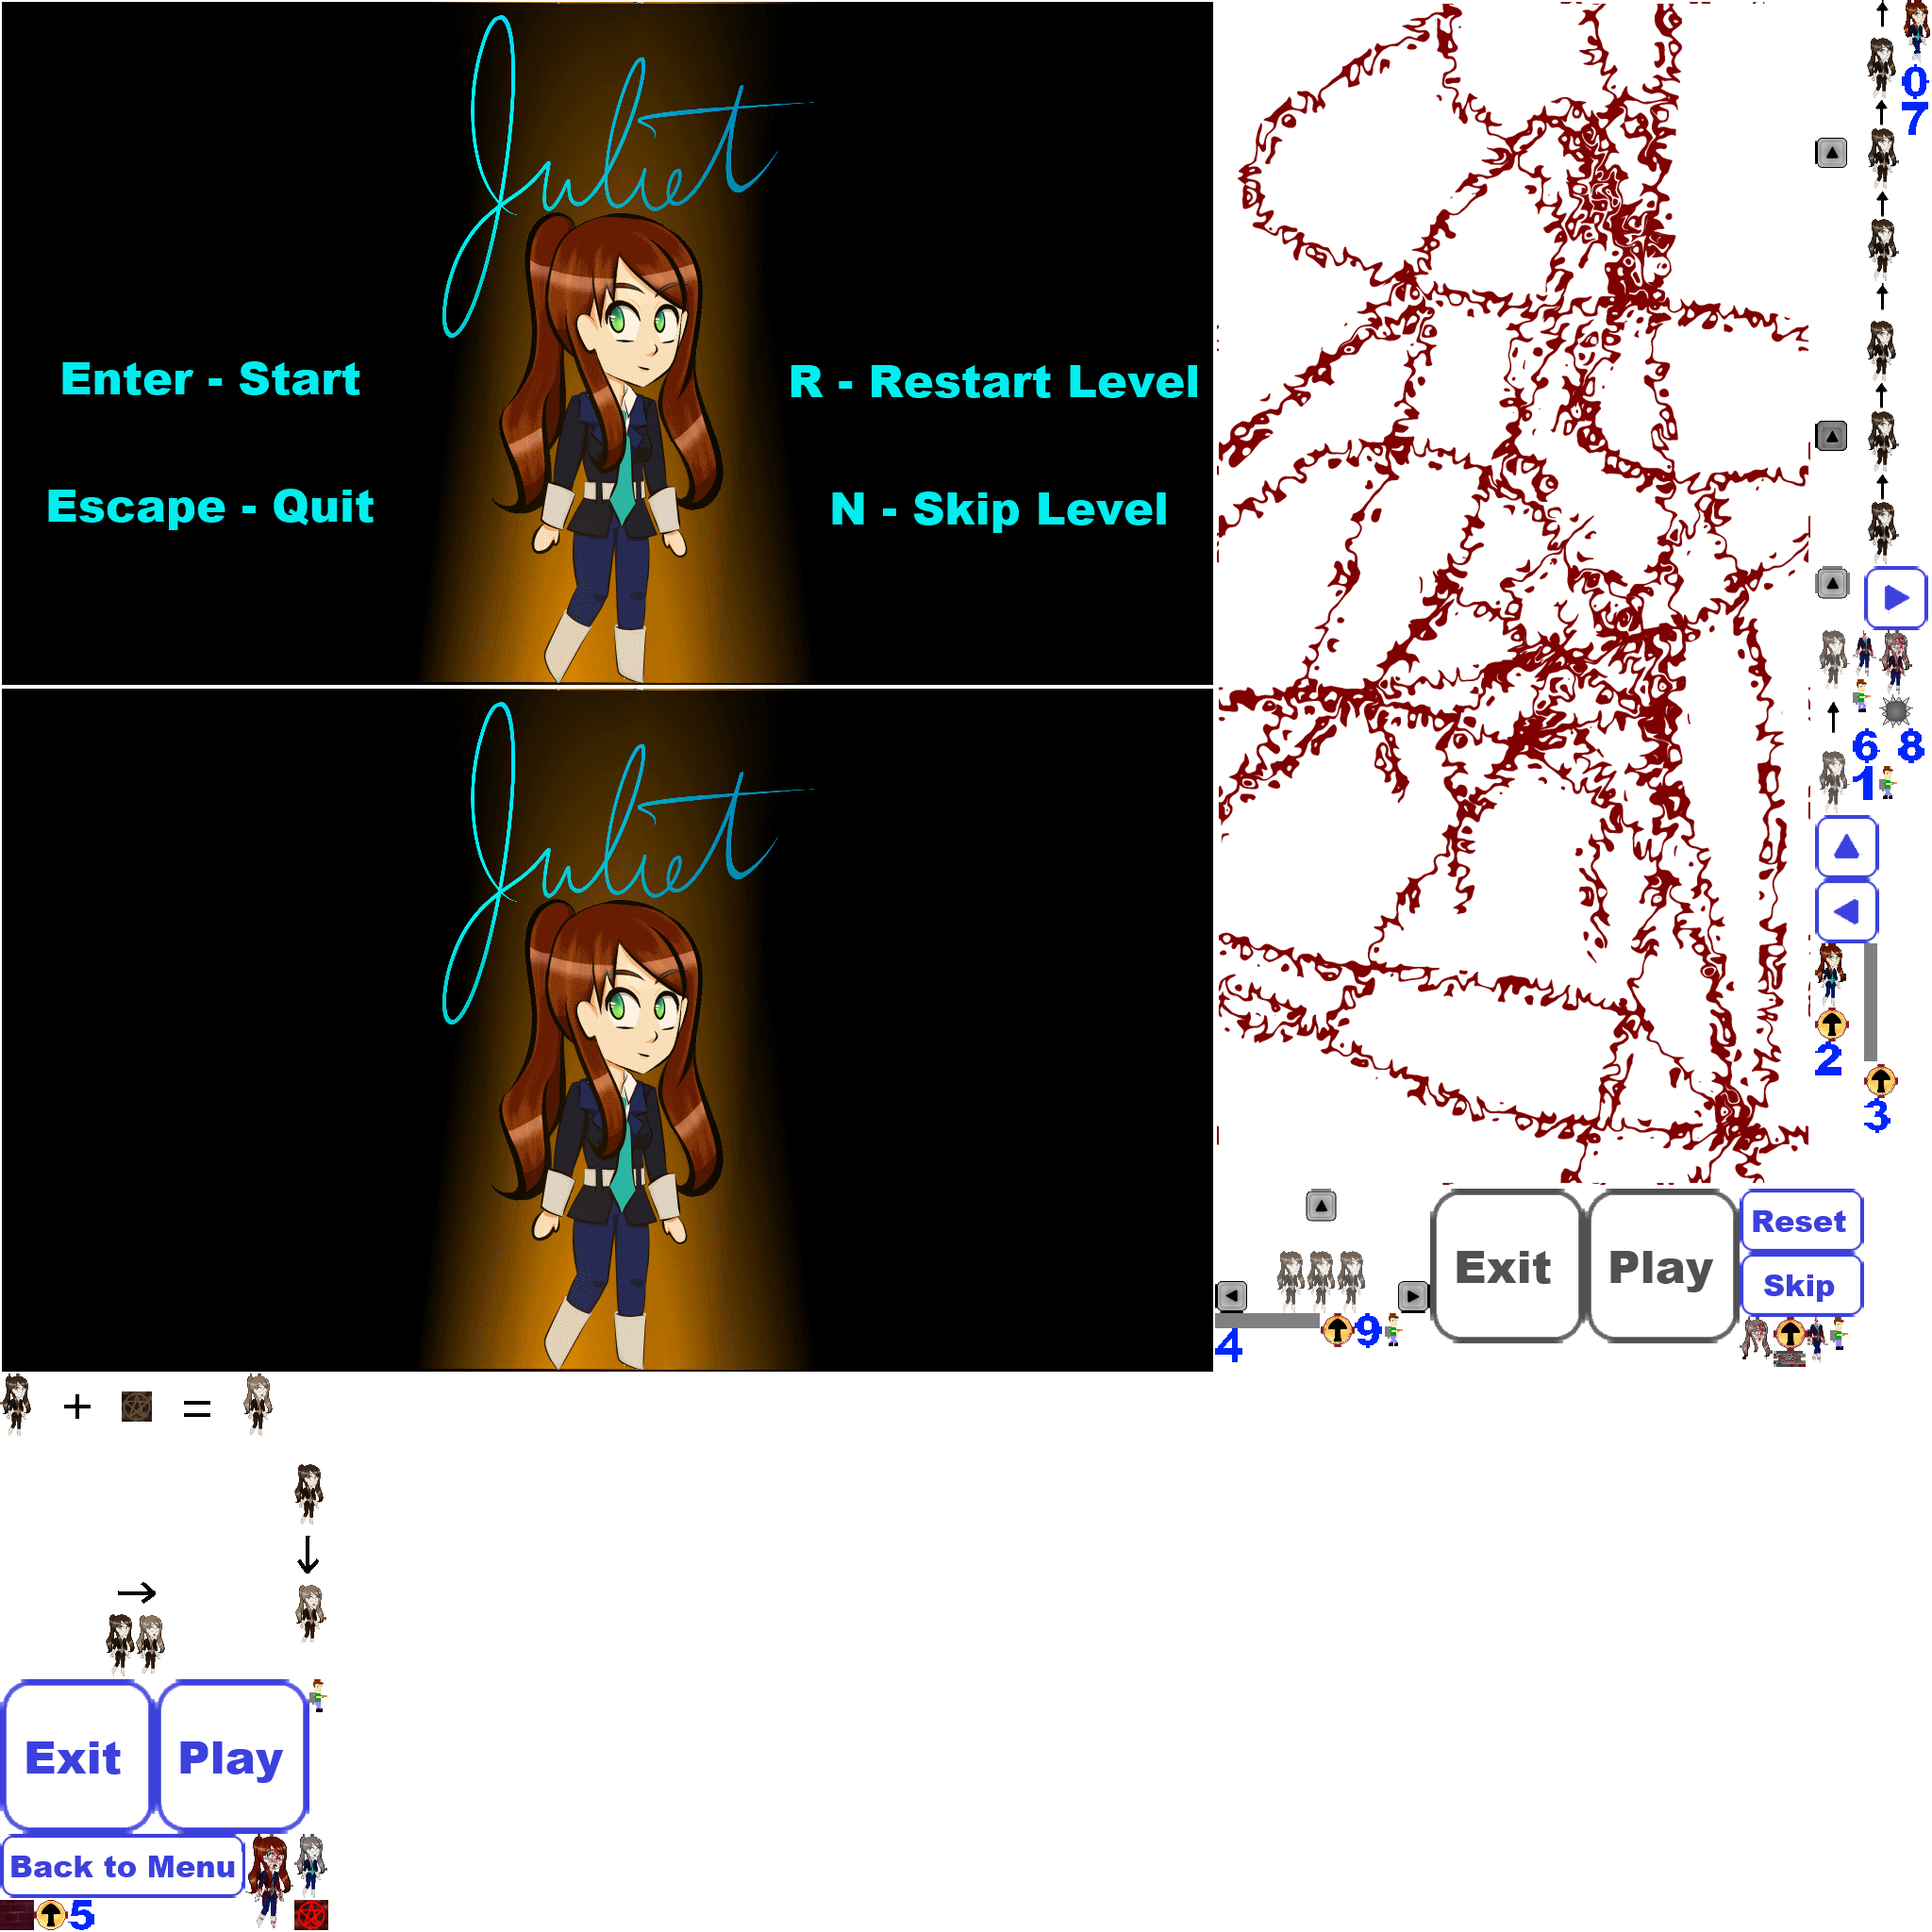 Juliet
Enter - Start
R - Restart Level
Escape - Quit
N - Skip Level
Juliet
0
7
6 8
1
2
3
Exit
Play
Reset
Skip
4
9
+ =
Exit
Play
Back to Menu
5